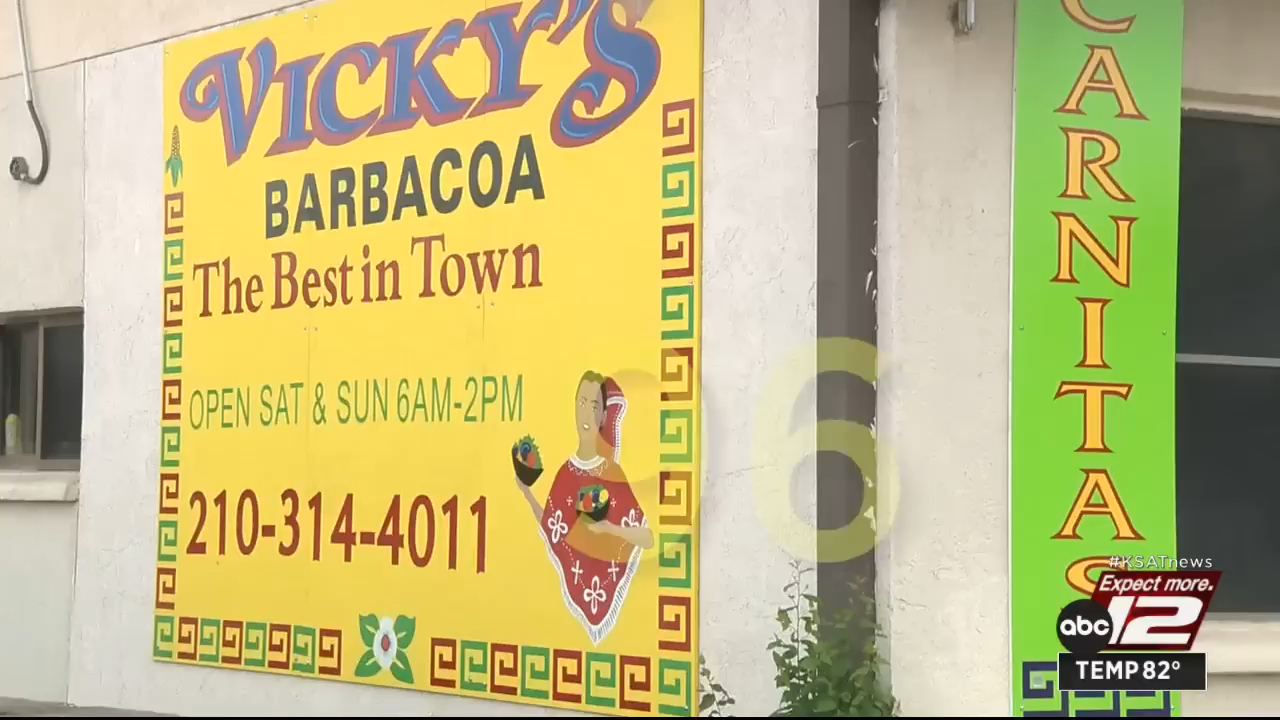 VICKY'S
BARBACOA
The Best in Town
OPEN SAT & SUN 6AM-2PM
210-314-4011
CARNITAS
6
#KSATnews
Expect more.
abc 12
TEMP 82°